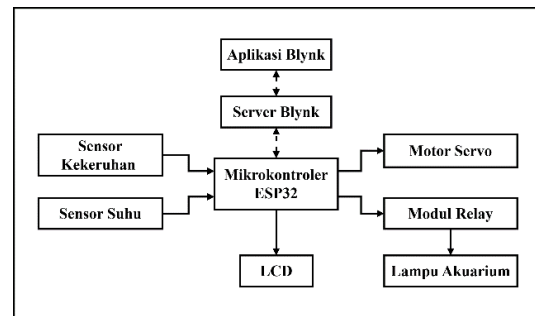 Aplikasi Blynk
Server Blynk
Sensor
Kekeruhan
Mikrokontroler
ESP32
Motor Servo
Sensor Suhu
Modul Relay
LCD
Lampu Akuarium